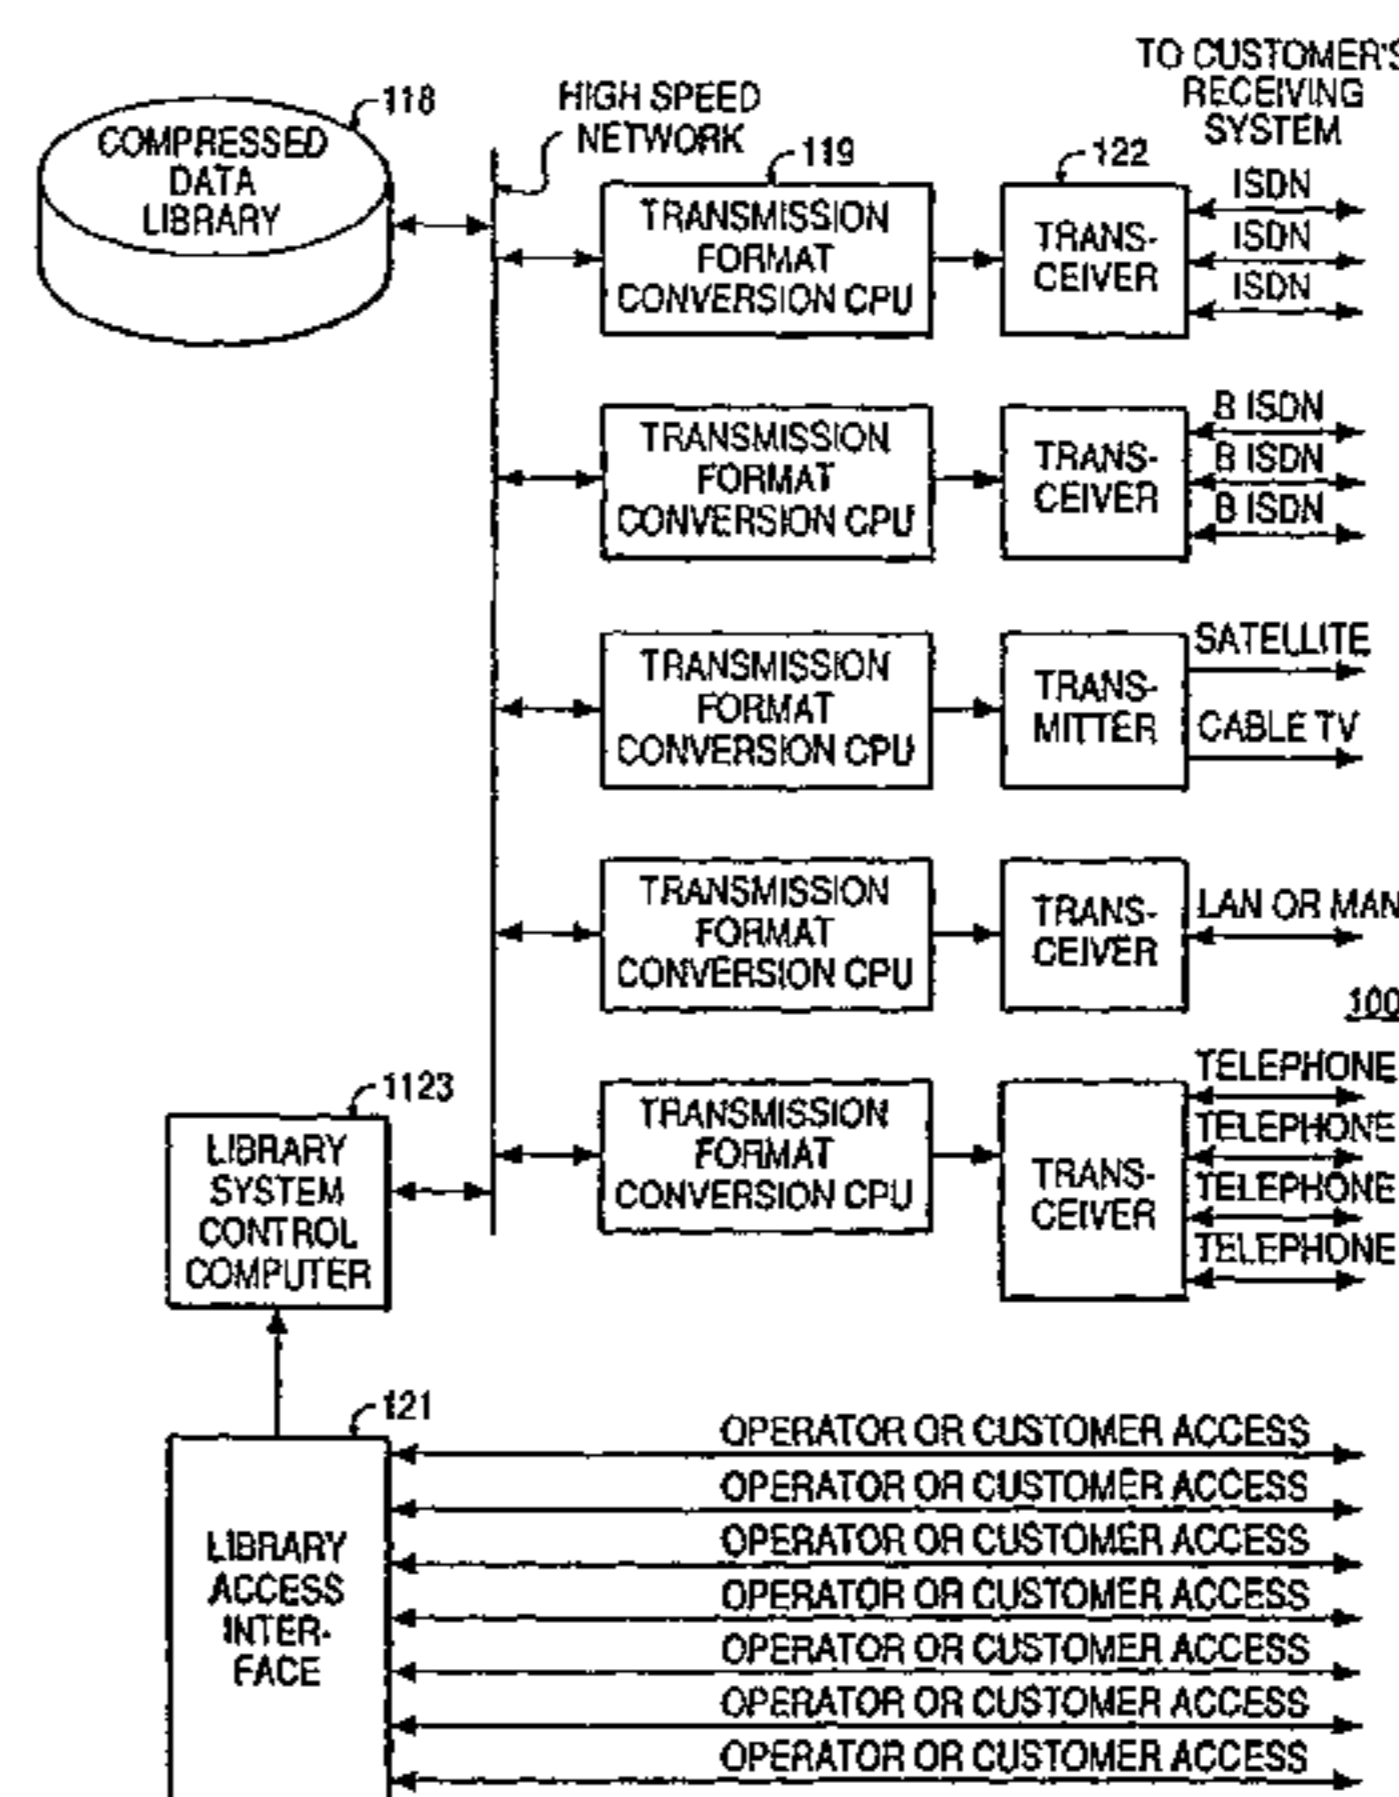 TO CUSTOMER'S
RECEIVING
SYSTEM
118
HIGH SPEED
NETWORK
COMPRESSED
DATA
LIBRARY
119
122
TRANSMISSION
FORMAT
CONVERSION CPU
TRANS-
CEIVER
ISDN
ISDN
ISDN
TRANSMISSION
FORMAT
CONVERSION CPU
TRANS-
CEIVER
B ISDN
B ISDN
B ISDN
TRANSMISSION
FORMAT
CONVERSION CPU
TRANS-
MITTER
SATELLITE
CABLE TV
TRANSMISSION
FORMAT
CONVERSION CPU
TRANS-
CEIVER
LAN OR MAN
100
1123
LIBRARY
SYSTEM
CONTROL
COMPUTER
TRANSMISSION
FORMAT
CONVERSION CPU
TRANS-
CEIVER
TELEPHONE
TELEPHONE
TELEPHONE
TELEPHONE
121
LIBRARY
ACCESS
INTER-
FACE
OPERATOR OR CUSTOMER ACCESS
OPERATOR OR CUSTOMER ACCESS
OPERATOR OR CUSTOMER ACCESS
OPERATOR OR CUSTOMER ACCESS
OPERATOR OR CUSTOMER ACCESS
OPERATOR OR CUSTOMER ACCESS
OPERATOR OR CUSTOMER ACCESS